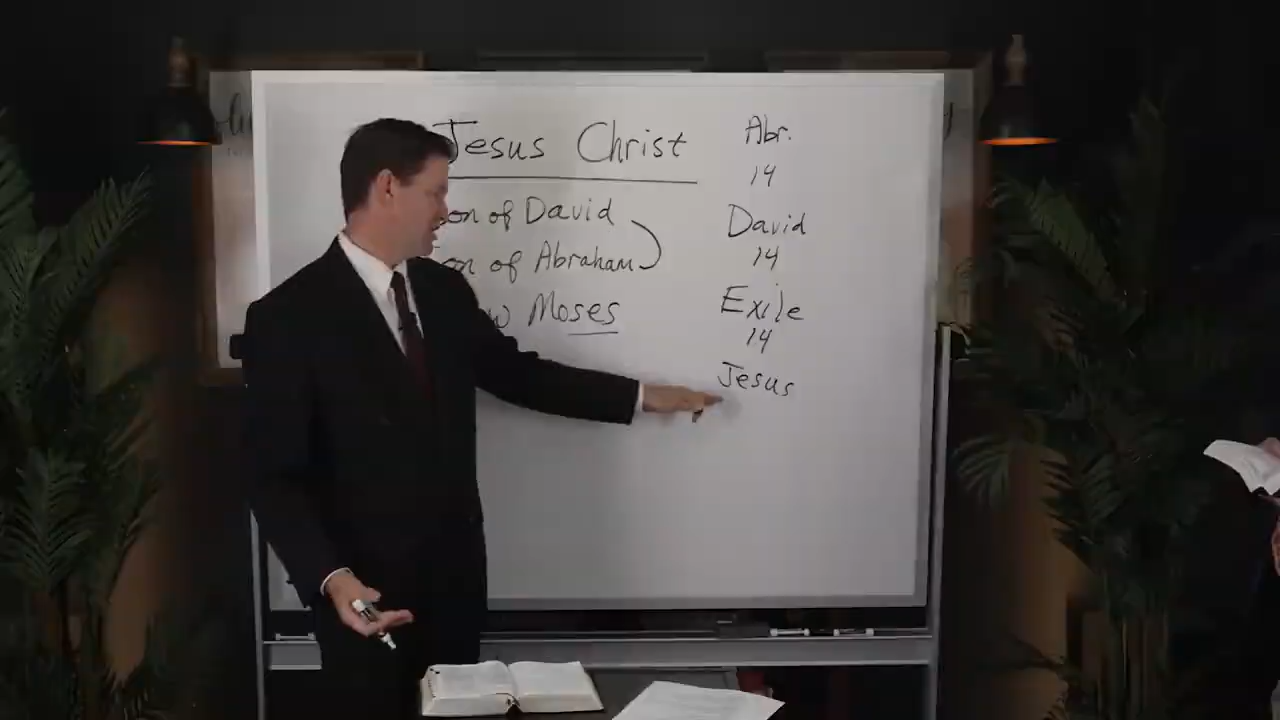 Jesus Christ
on of David
on of Abraham
w Moses
Abr.
14
David
14
Exile
14
Jesus